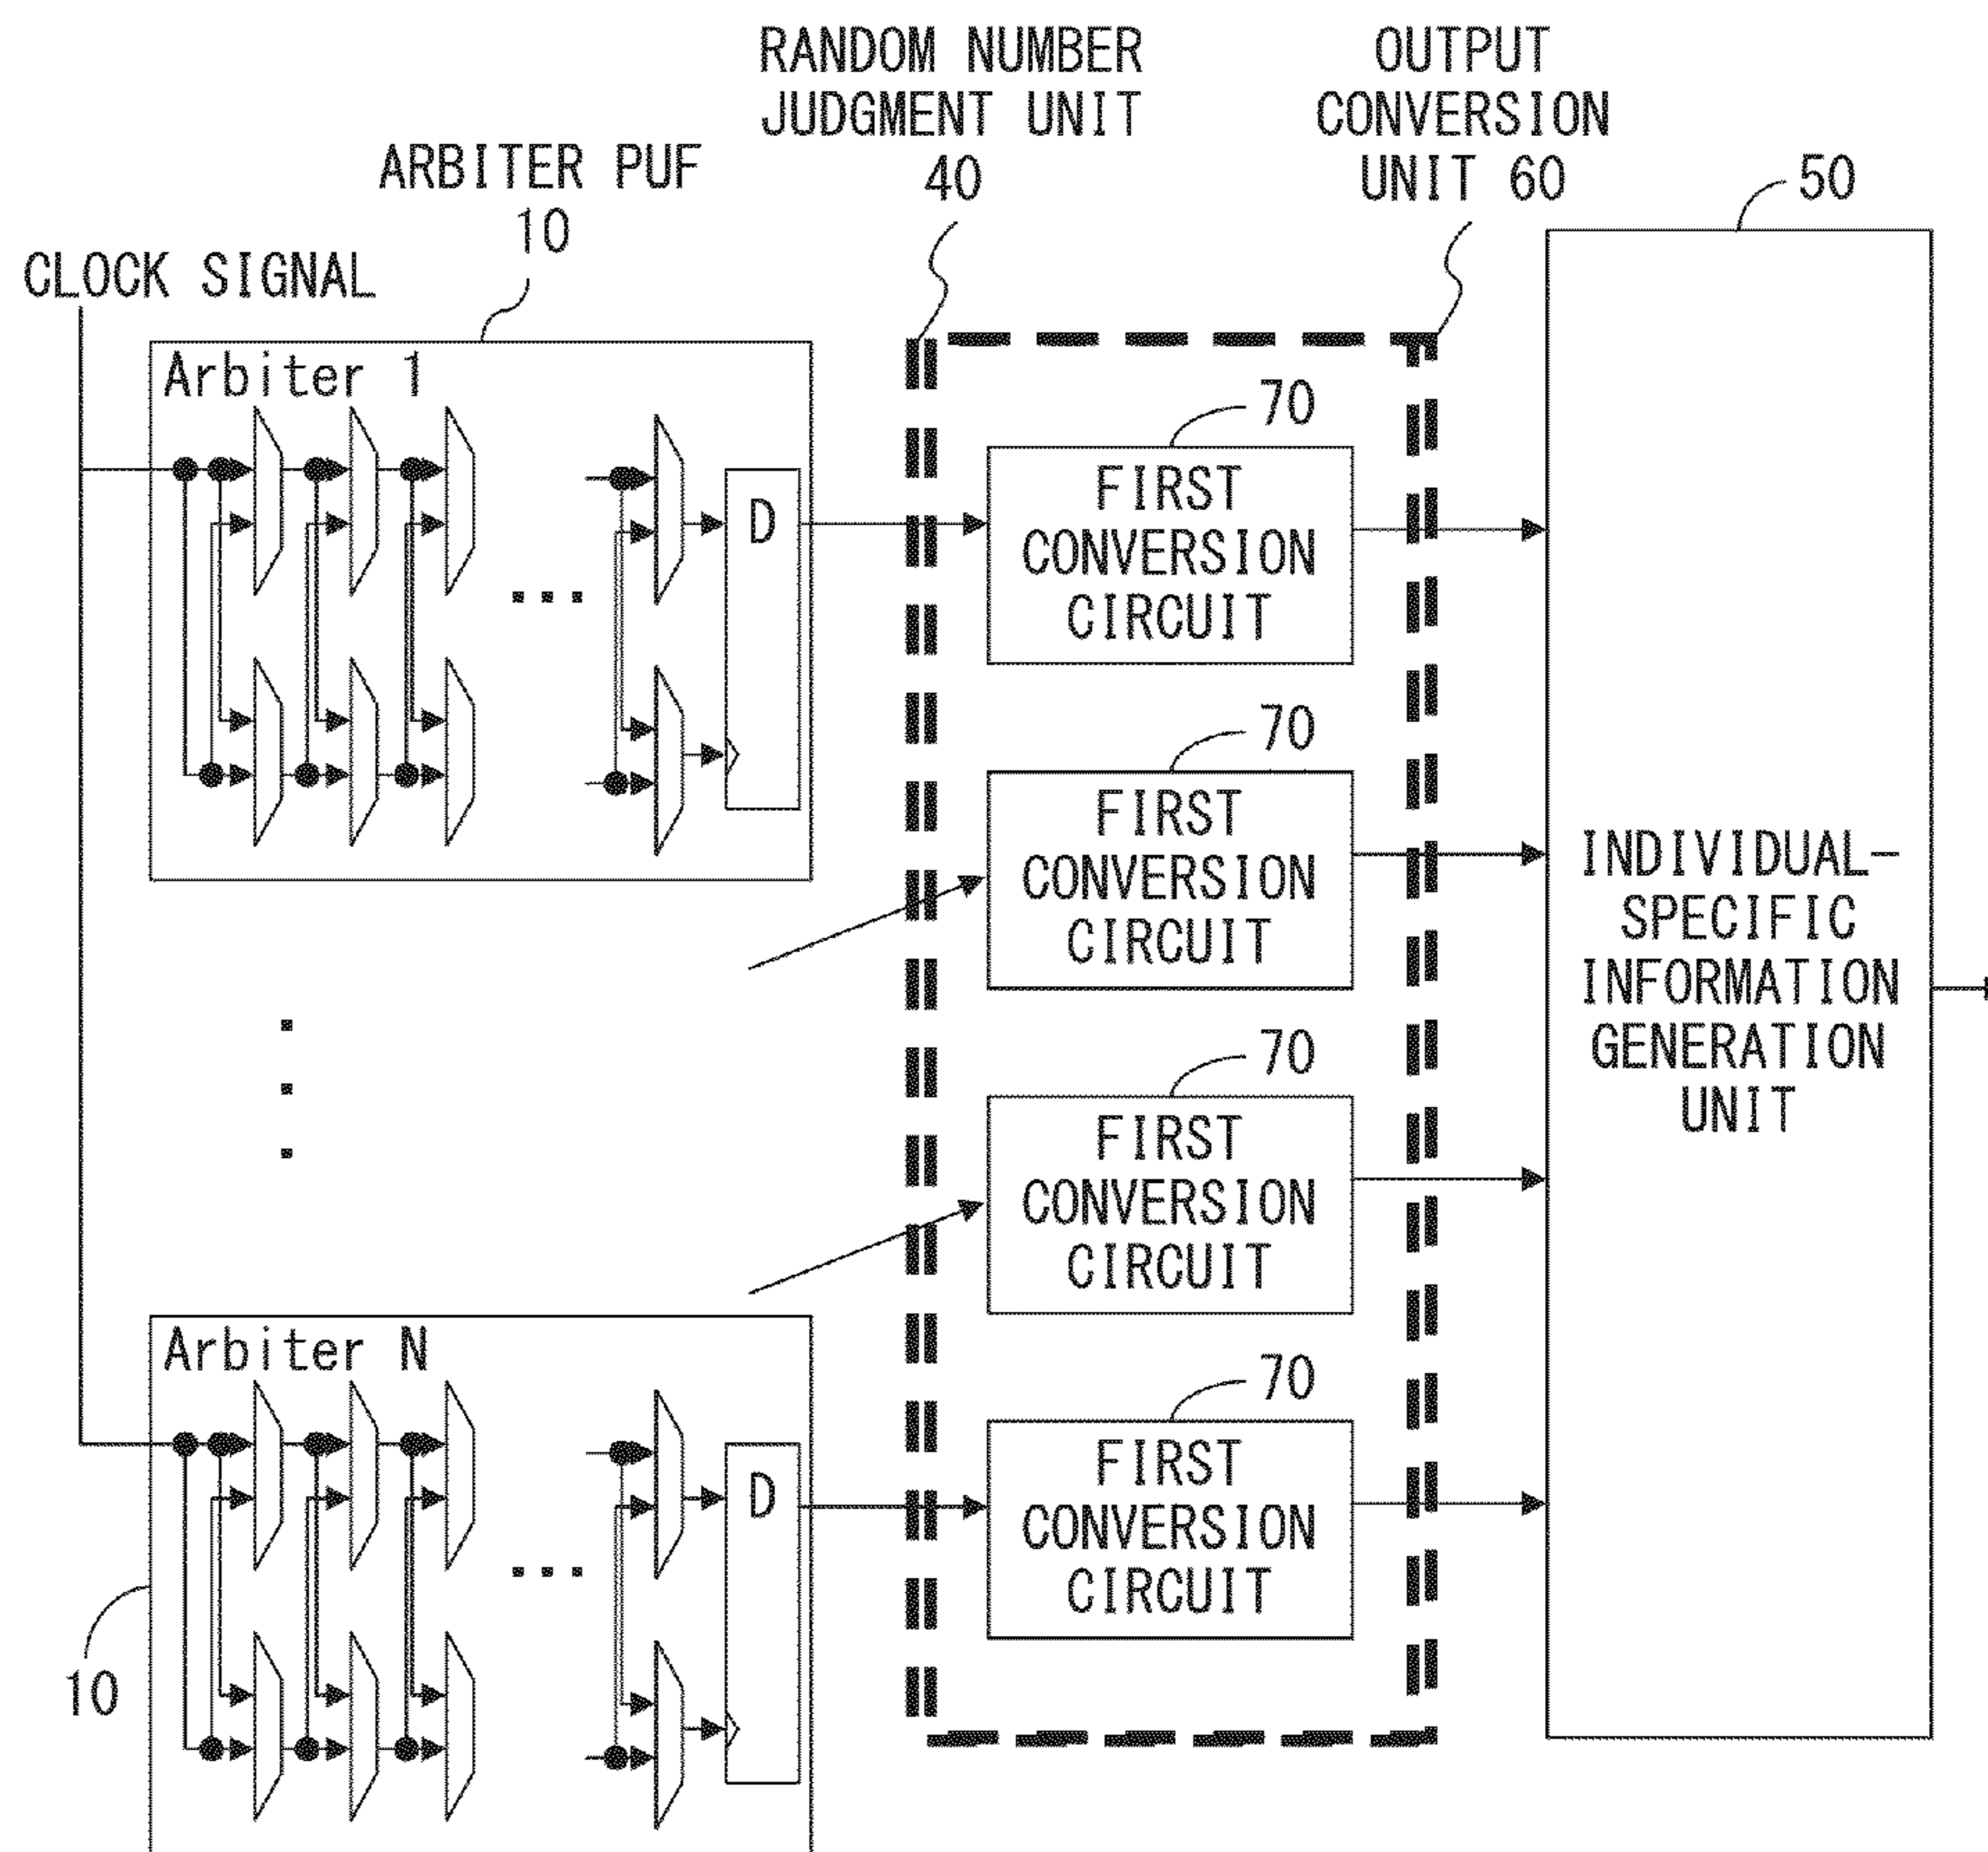 RANDOM NUMBER
JUDGMENT UNIT
40
OUTPUT
CONVERSION
UNIT 60
ARBITER PUF
10
50
CLOCK SIGNAL
Arbiter 1
D
70
FIRST
CONVERSION
CIRCUIT
70
FIRST
CONVERSION
CIRCUIT
INDIVIDUAL-
SPECIFIC
INFORMATION
GENERATION
UNIT
70
FIRST
CONVERSION
CIRCUIT
Arbiter N
D
70
FIRST
CONVERSION
CIRCUIT
10